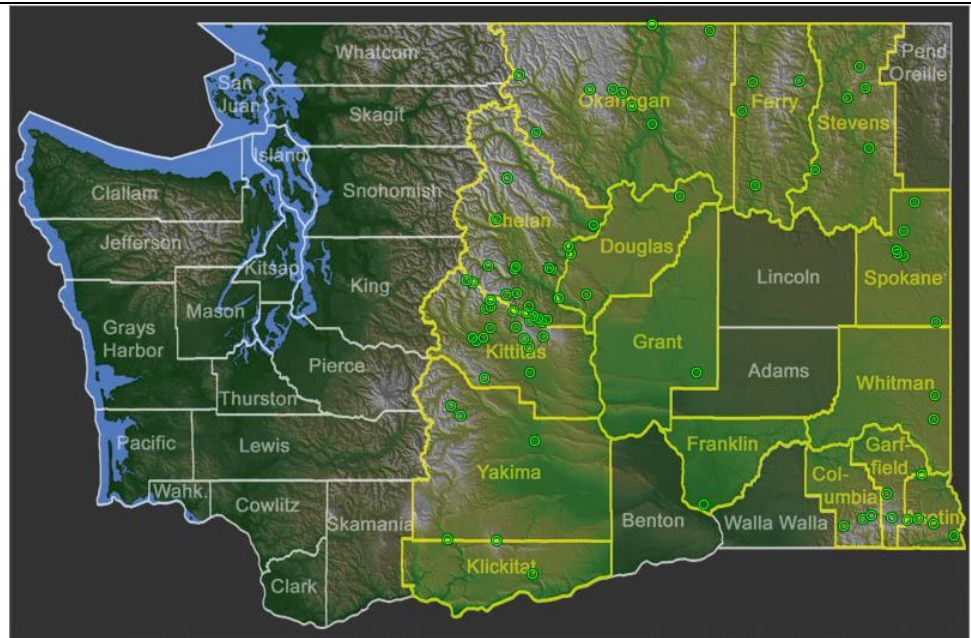 Whatcom
Pend
Oreille
San
Juan
Skagit
Okanogan
Ferry
Stevens
Island
Clallam
Snohomish
Chelan
Jefferson
Douglas
Kitsap
King
Lincoln
Spokane
Mason
Grays
Harbor
Grant
Kittitas
Pierce
Adams
Whitman
Thurston
Pacific
Lewis
Franklin
Garf-
field
Yakima
Col-
umbia
Wahk.
Cowlitz
Skamania
Benton
Walla Walla
Asotin
Klickitat
Clark